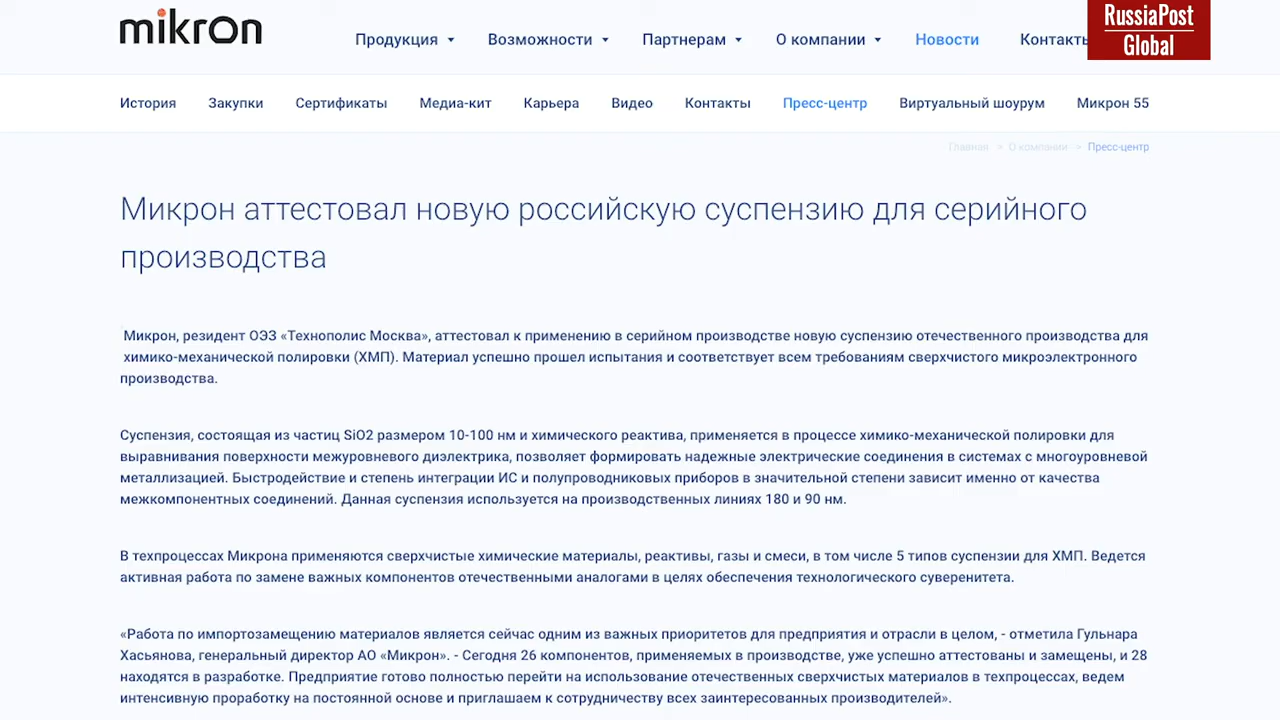 mikron
RussiaPost
Global
Продукция
Возможности
Партнерам
О компании
Новости
Контакты
История
Закупки
Сертификаты
Медиа-кит
Карьера
Видео
Контакты
Пресс-центр
Виртуальный шоурум
Микрон 55
Главная > О компании > Пресс-центр
Микрон аттестовал новую российскую суспензию для серийного
производства
Микрон, резидент ОЭЗ «Технополис Москва», аттестовал к применению в серийном производстве новую суспензию отечественного производства для
химико-механической полировки (ХМП). Материал успешно прошел испытания и соответствует всем требованиям сверхчистого микроэлектронного
производства.
Суспензия, состоящая из частиц SiO2 размером 10-100 нм и химического реактива, применяется в процессе химико-механической полировки для
выравнивания поверхности межуровневого диэлектрика, позволяет формировать надежные электрические соединения в системах с многоуровневой
металлизацией. Быстродействие и степень интеграции ИС и полупроводниковых приборов в значительной степени зависит именно от качества
межкомпонентных соединений. Данная суспензия используется на производственных линиях 180 и 90 нм.
В техпроцессах Микрона применяются сверхчистые химические материалы, реактивы, газы и смеси, в том числе 5 типов суспензии для ХМП. Ведется
активная работа по замене важных компонентов отечественными аналогами в целях обеспечения технологического суверенитета.
«Работа по импортозамещению материалов является сейчас одним из важных приоритетов для предприятия и отрасли в целом, - отметила Гульнара
Хасьянова, генеральный директор АО «Микрон». - Сегодня 26 компонентов, применяемых в производстве, уже успешно аттестованы и замещены, и 28
находятся в разработке. Предприятие готово полностью перейти на использование отечественных сверхчистых материалов в техпроцессах, ведем
интенсивную проработку на постоянной основе и приглашаем к сотрудничеству всех заинтересованных производителей».